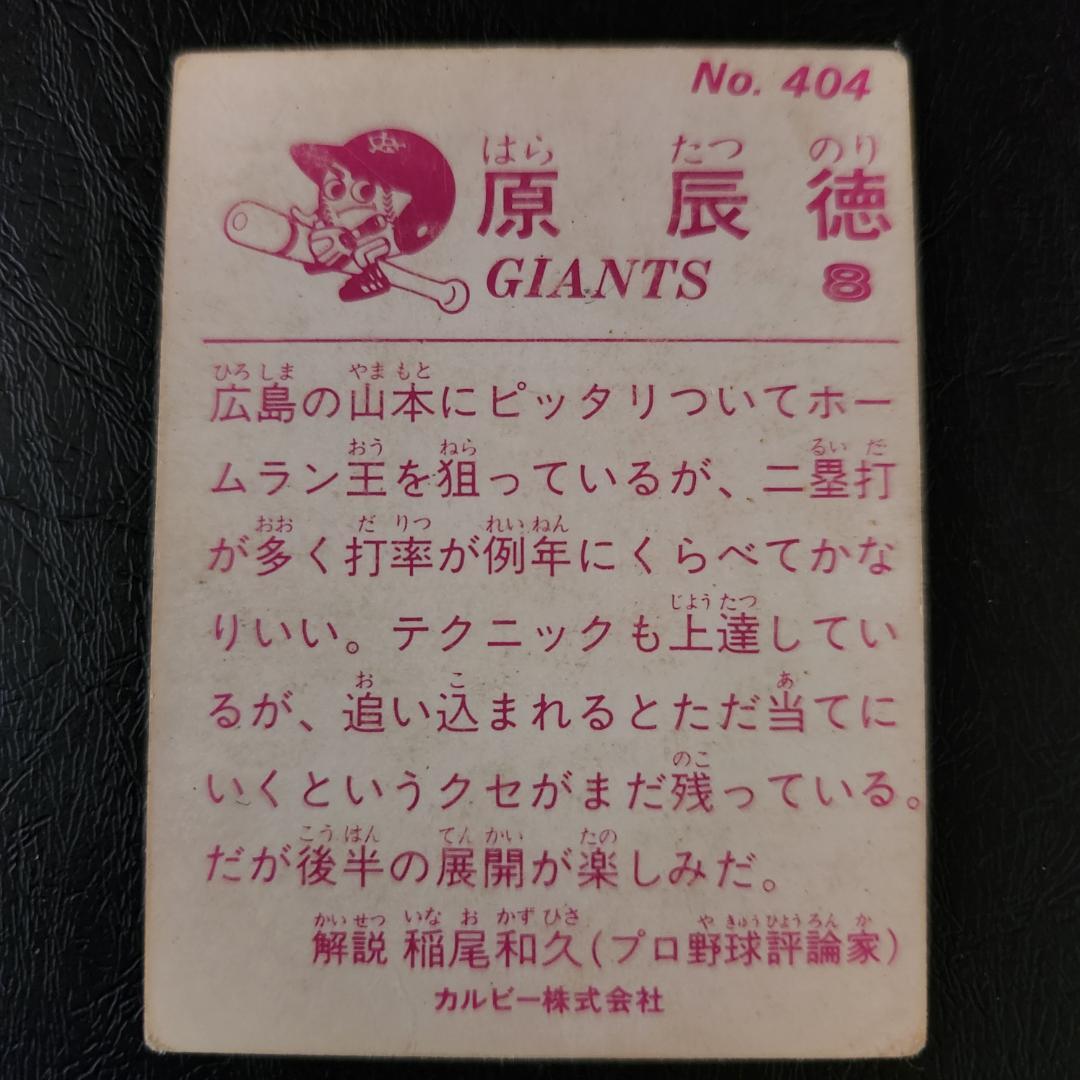 No. 404
はら たつ のり
原 辰 徳
GIANTS 8
ひろ しま やま もと
広島の山本にピッタリついてホー
おう ねら るい だ
ムラン王を狙っているが、二塁打
おお だ りつ れい ねん
が多く打率が例年にくらべてかな
じょう たつ
りいい。テクニックも上達してい
お こ あ
るが、追い込まれるとただ当てに
のこ
いくというクセがまだ残っている。
こう はん てん かい たの
だが後半の展開が楽しみだ。
かい せつ いな お かず ひさ や きゅう ひょう ろん か
解説 稲尾和久(プロ野球評論家)
カルビー株式会社